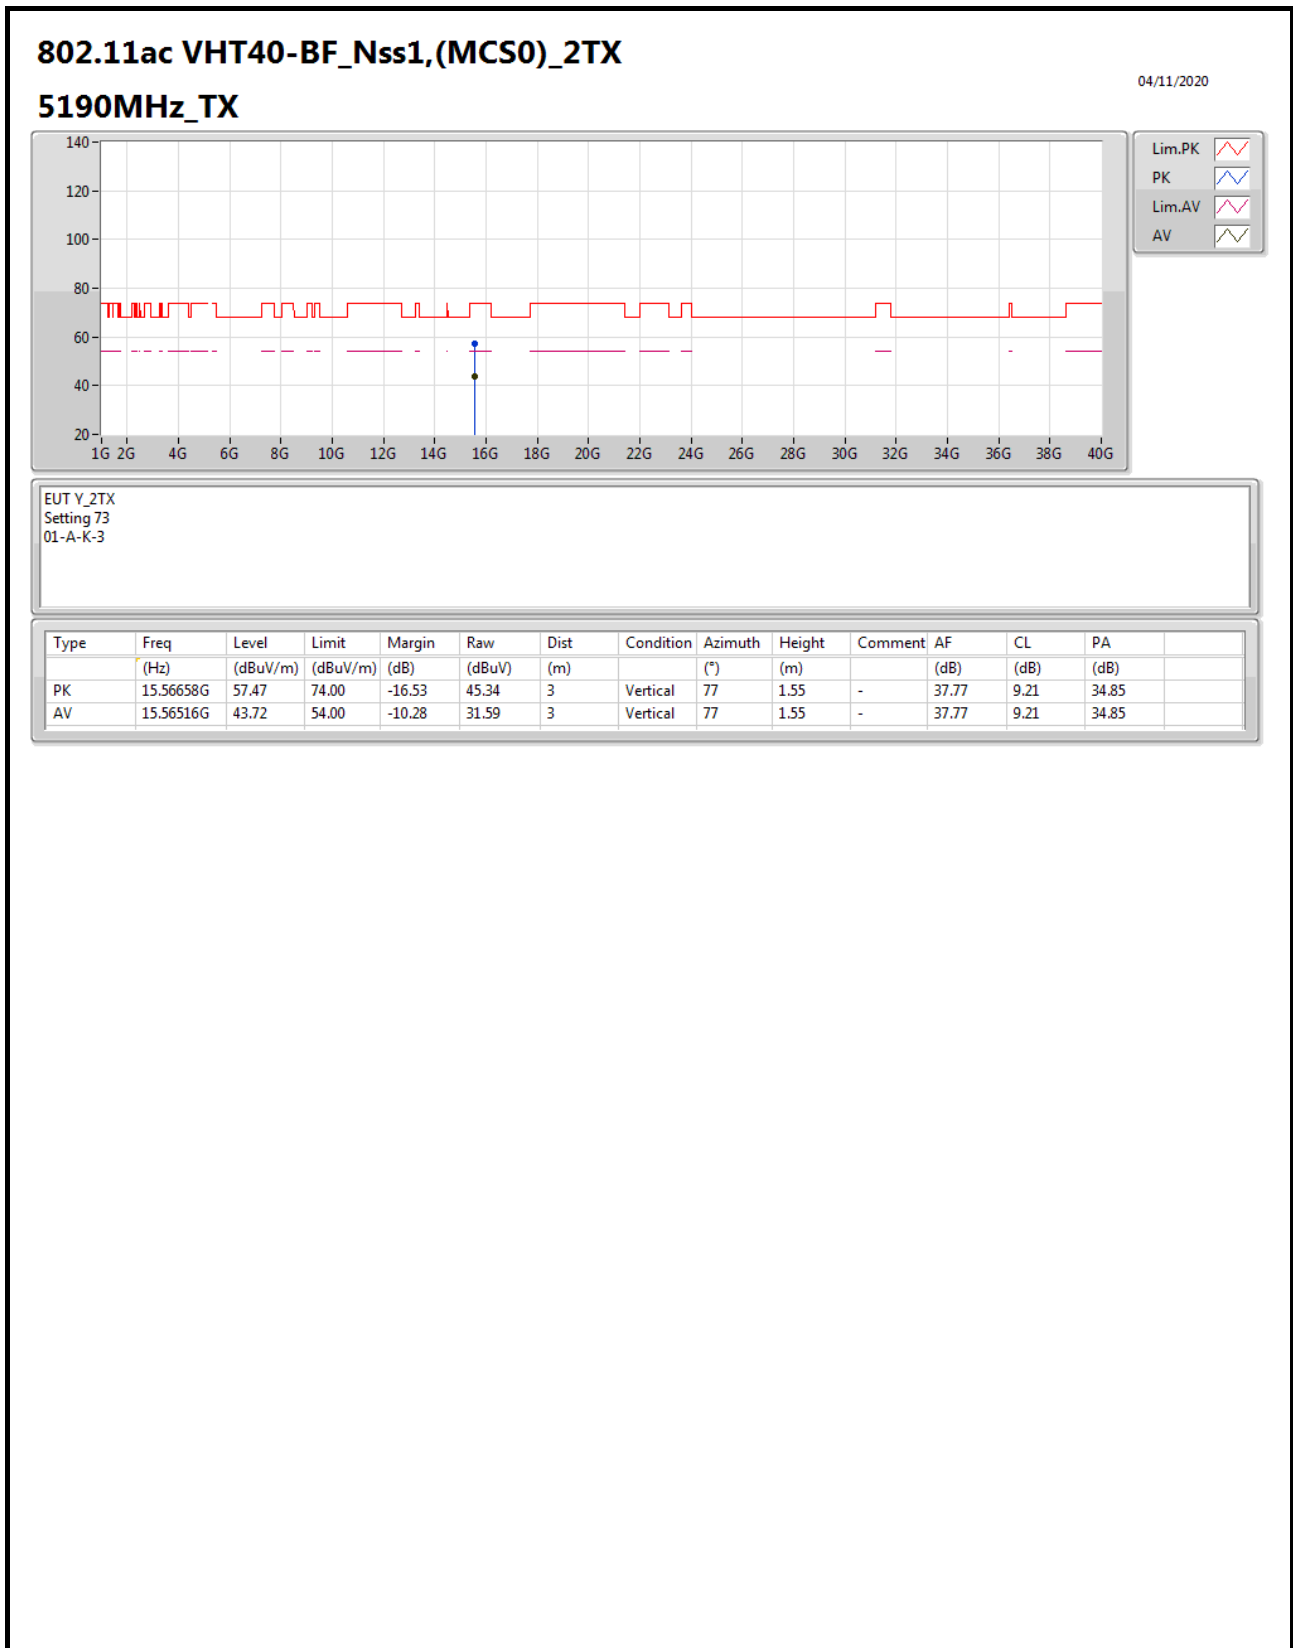 802.11ac VHT40-BF_Nss1,(MCS0)_2TX
04/11/2020
5190MHz_TX
140
120
100
80
60
40
20
1G 2G 4G 6G 8G 10G 12G 14G 16G 18G 20G 22G 24G 26G 28G 30G 32G 34G 36G 38G 40G
Lim.PK
PK
Lim.AV
AV
EUT Y_2TX
Setting 73
01-A-K-3
Type Freq Level Limit Margin Raw Dist Condition Azimuth Height Comment AF CL PA
(Hz) (dBuV/m) (dBuV/m) (dB) (dBuV) (m) (°) (m) (dB) (dB) (dB)
PK 15.56658G 57.47 74.00 -16.53 45.34 3 Vertical 77 1.55 - 37.77 9.21 34.85
AV 15.56516G 43.72 54.00 -10.28 31.59 3 Vertical 77 1.55 - 37.77 9.21 34.85